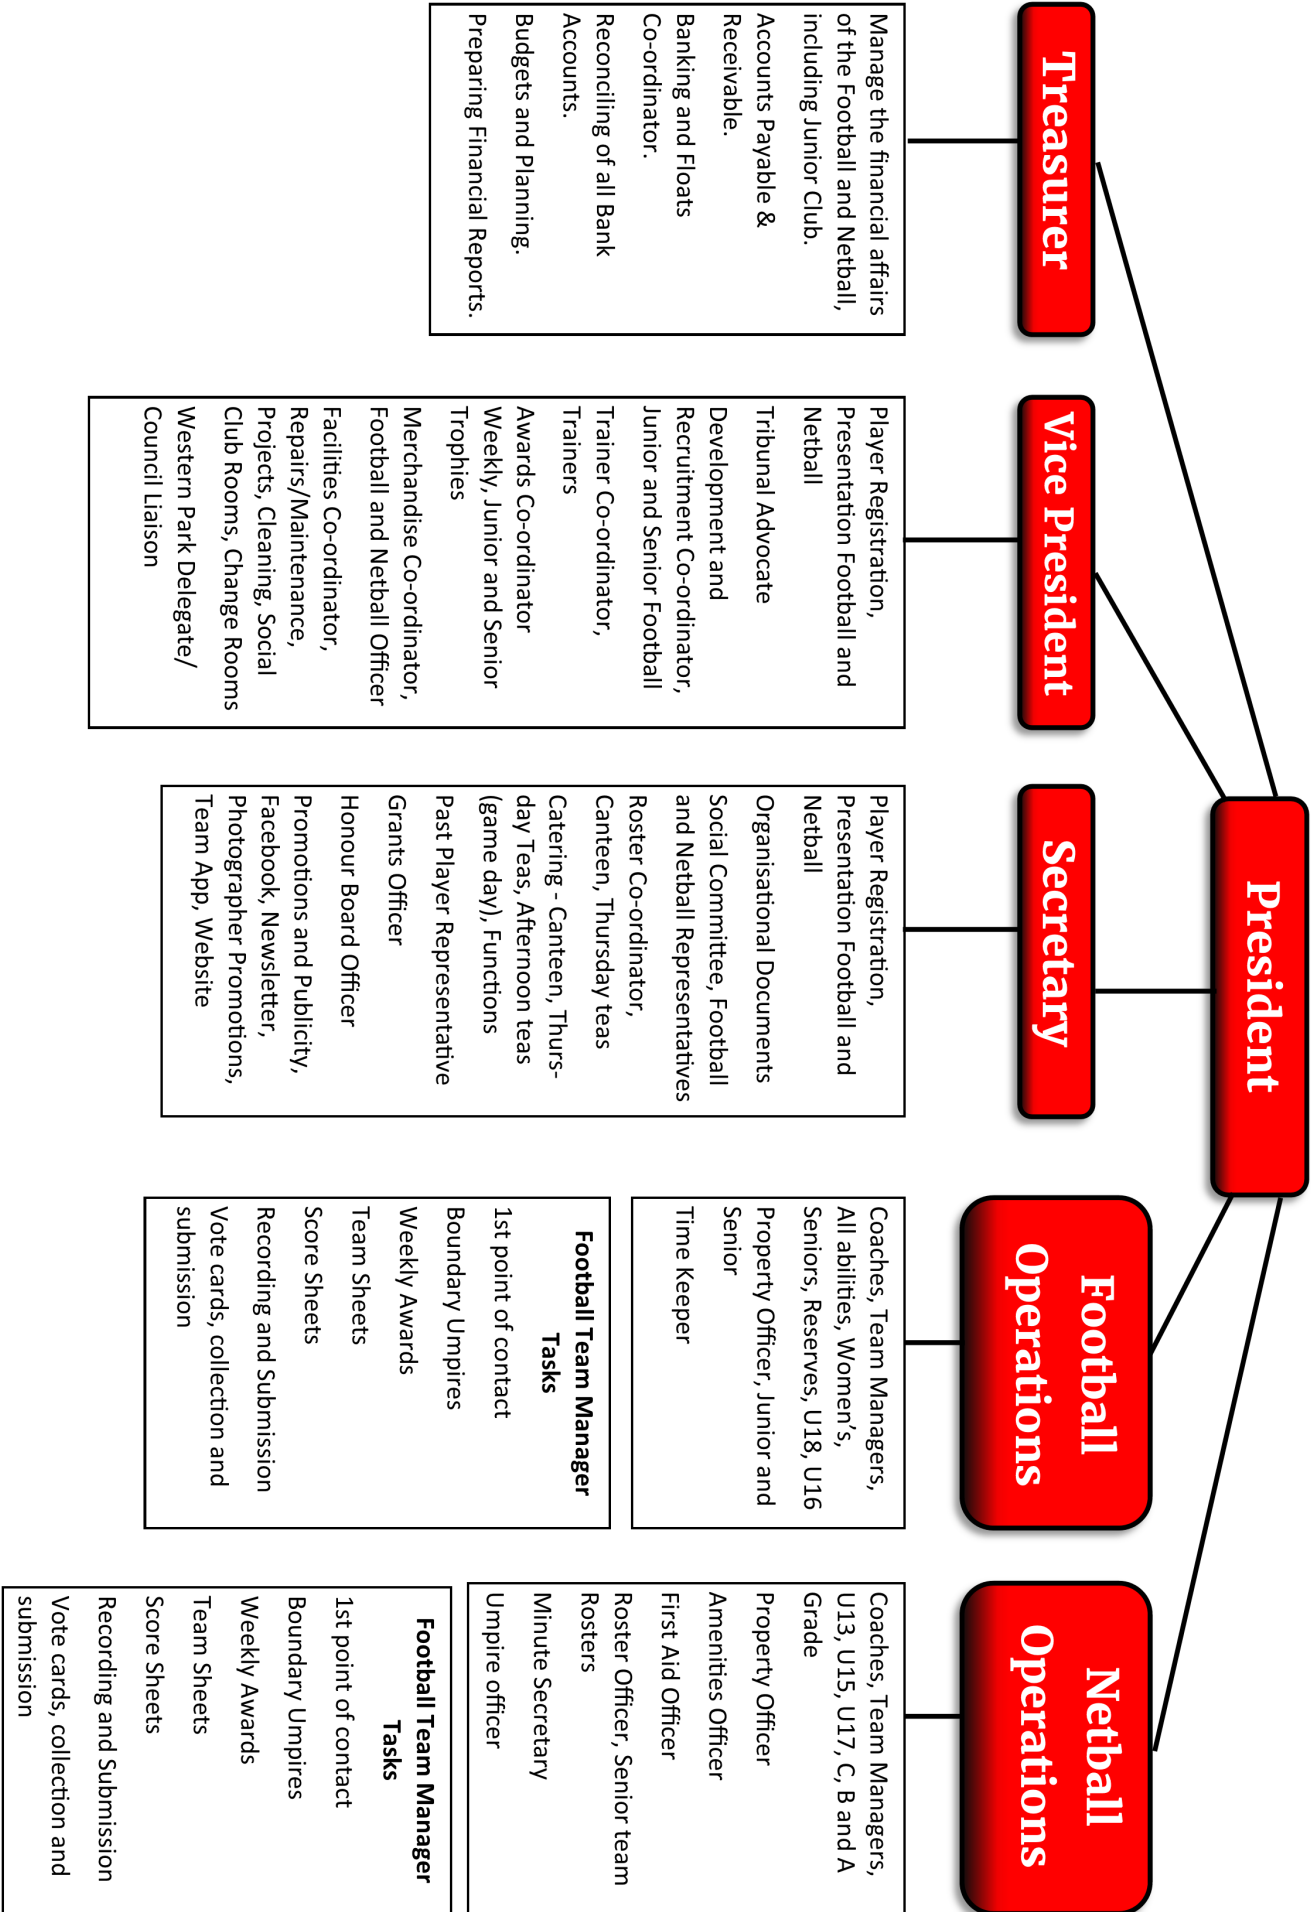 President
Treasurer
Manage the financial affairs
of the Football and Netball,
including Junior Club.
Accounts Payable &
Receivable.
Banking and Floats
Co-ordinator.
Reconciling of all Bank
Accounts.
Budgets and Planning.
Preparing Financial Reports.
Vice President
Player Registration,
Presentation Football and
Netball
Tribunal Advocate
Development and
Recruitment Co-ordinator,
Junior and Senior Football
Trainer Co-ordinator,
Trainers
Awards Co-ordinator
Weekly, Junior and Senior
Trophies
Merchandise Co-ordinator,
Football and Netball Officer
Facilities Co-ordinator,
Repairs/Maintenance,
Projects, Cleaning, Social
Club Rooms, Change Rooms
Western Park Delegate/
Council Liaison
Secretary
Player Registration,
Presentation Football and
Netball
Organisational Documents
Social Committee, Football
and Netball Representatives
Roster Co-ordinator,
Canteen, Thursday teas
Catering - Canteen, Thurs-
day Teas, Afternoon teas
(game day), Functions
Past Player Representative
Grants Officer
Honour Board Officer
Promotions and Publicity,
Facebook, Newsletter,
Photographer Promotions,
Team App, Website
Football
Operations
Coaches, Team Managers,
All abilities, Women's,
Seniors, Reserves, U18, U16
Property Officer, Junior and
Senior
Time Keeper
Football Team Manager
Tasks
1st point of contact
Boundary Umpires
Weekly Awards
Team Sheets
Score Sheets
Recording and Submission
Vote cards, collection and
submission
Netball
Operations
Coaches, Team Managers,
U13, U15, U17, C, B and A
Grade
Property Officer
Amenities Officer
First Aid Officer
Roster Officer, Senior team
Rosters
Minute Secretary
Umpire officer
Football Team Manager
Tasks
1st point of contact
Boundary Umpires
Weekly Awards
Team Sheets
Score Sheets
Recording and Submission
Vote cards, collection and
submission